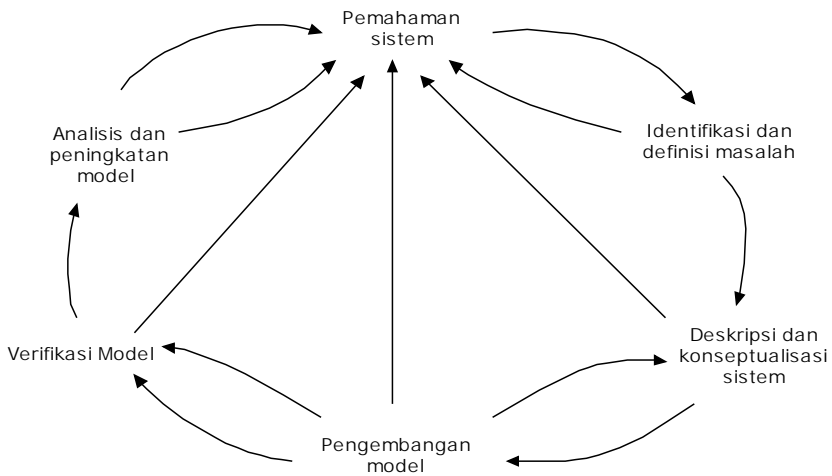 Pemahaman
sistem
Identifikasi dan
definisi masalah
Deskripsi dan
konseptualisasi
sistem
Pengembangan
model
Verifikasi Model
Analisis dan
peningkatan
model